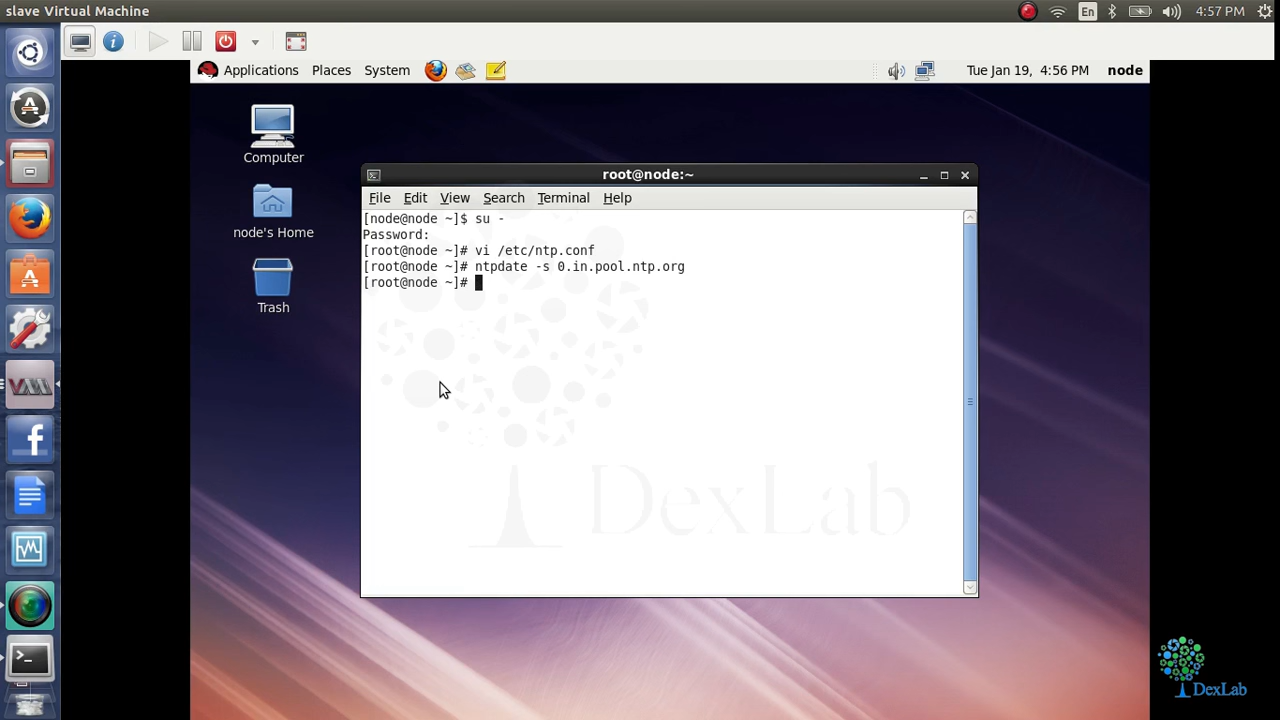 slave Virtual Machine
En
4:57 PM
Applications Places System
Tue Jan 19, 4:56 PM node
Computer
node's Home
Trash
root@node:~
File Edit View Search Terminal Help
[node@node ~]$ su -
Password:
[root@node ~]# vi /etc/ntp.conf
[root@node ~]# ntpdate -s 0.in.pool.ntp.org
[root@node ~]#
DexLab
DexLab